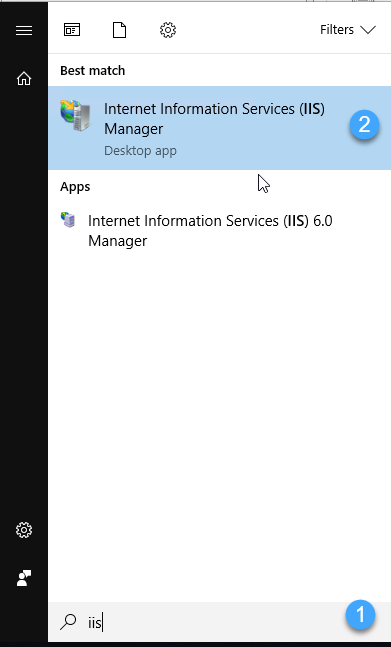 Filters
Best match
Internet Information Services (IIS)
Manager
Desktop app
2
Apps
Internet Information Services (IIS) 6.0
Manager
iis
1